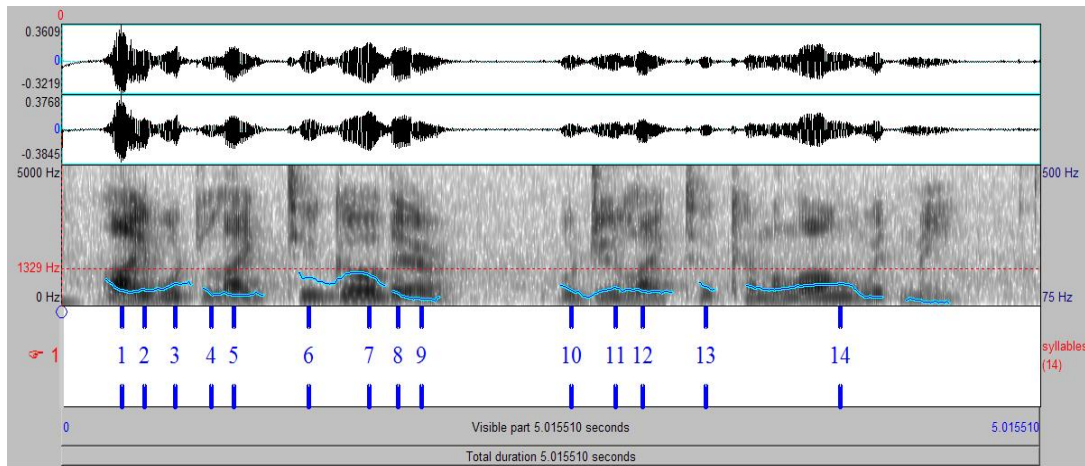 0
0.3609
0
-0.3219
0.3768
0
-0.3845
5000 Hz 500 Hz
1329 Hz
0 Hz 75 Hz
☞ 1 1 2 3 4 5 6 7 8 9 10 11 12 13 14 syllables
(14)
0 Visible part 5.015510 seconds 5.015510
Total duration 5.015510 seconds